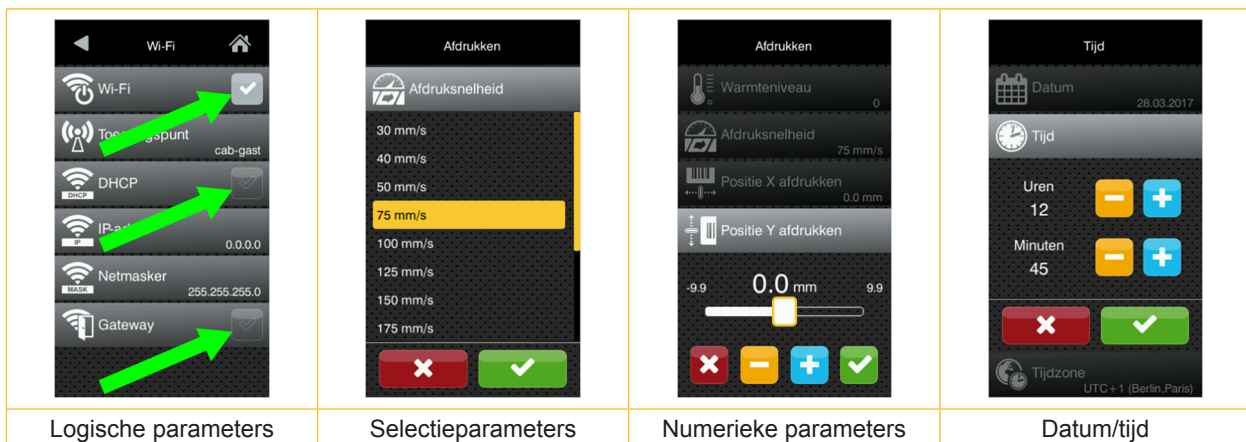 Wi-Fi
Wi-Fi
cab-gast
DHCP
DHCP
IP
0.0.0.0
Netmasker
MASK
255.255.255.0
Gateway
Logische parameters
Afdrukken
Afdruksnelheid
30 mm/s
40 mm/s
50 mm/s
75 mm/s
100 mm/s
125 mm/s
150 mm/s
175 mm/s
Selectieparameters
Afdrukken
Warmteniveau
0
Afdruksnelheid
75 mm/s
Positie X afdrukken
0.0 mm
Positie Y afdrukken
-9.9 0.0 mm 9.9
Numerieke parameters
Tijd
Datum
28.03.2017
Tijd
Uren
12
Minuten
45
Tijdzone
UTC+1 (Berlin,Paris)
Datum/tijd